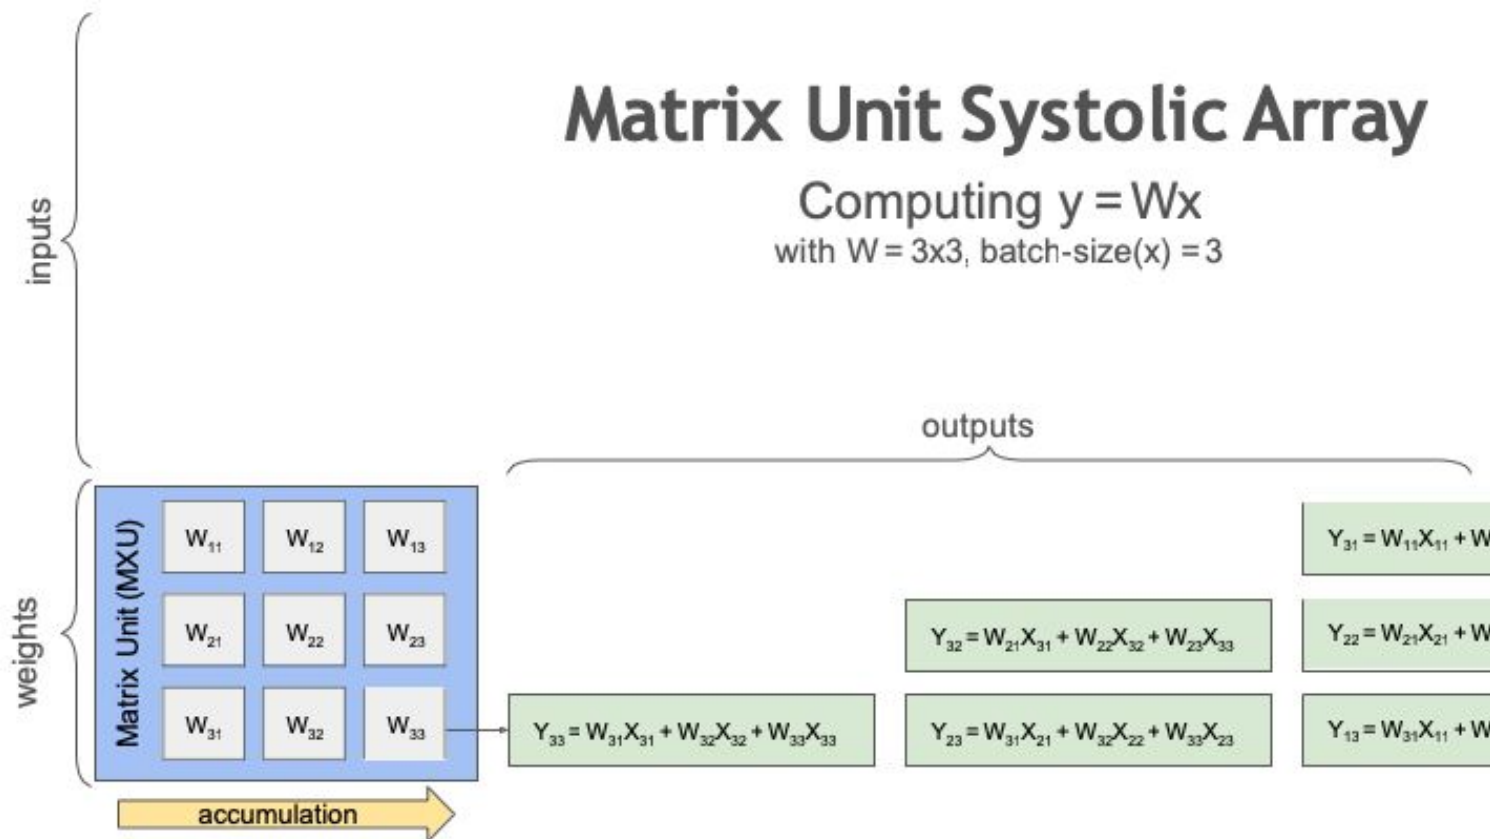 Matrix Unit Systolic Array
Computing y = Wx
with W = 3x3, batch-size(x) = 3
inputs
outputs
weights
Matrix Unit (MXU)
W₁₁ W₁₂ W₁₃
W₂₁ W₂₂ W₂₃
W₃₁ W₃₂ W₃₃
Y₃₁ = W₁₁X₁₁ + W
Y₃₂ = W₂₁X₃₁ + W₂₂X₃₂ + W₂₃X₃₃
Y₂₂ = W₂₁X₂₁ + W
Y₃₃ = W₃₁X₃₁ + W₃₂X₃₂ + W₃₃X₃₃
Y₂₃ = W₃₁X₂₁ + W₃₂X₂₂ + W₃₃X₂₃
Y₁₃ = W₃₁X₁₁ + W
accumulation